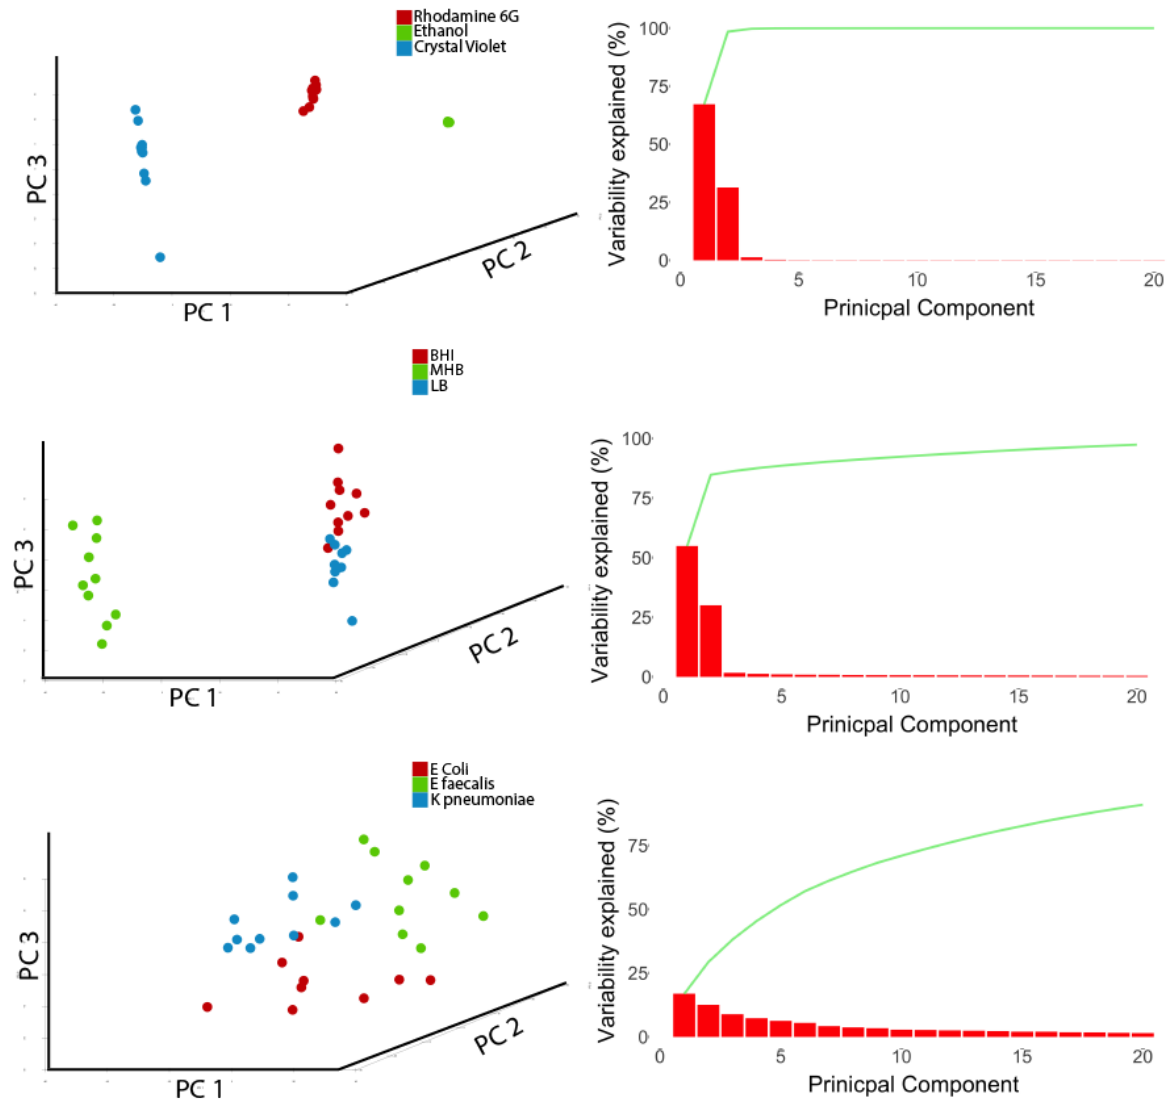 Rhodamine 6G
Ethanol
Crystal Violet
PC 3
PC 2
PC 1
Variability explained (%)
100
75
50
25
0
0 5 10 15 20
Prinicpal Component
BHI
MHB
LB
PC 3
PC 2
PC 1
Variability explained (%)
100
75
50
25
0
0 5 10 15 20
Prinicpal Component
E Coli
E faecalis
K pneumoniae
PC 3
PC 2
PC 1
Variability explained (%)
75
50
25
0
0 5 10 15 20
Prinicpal Component